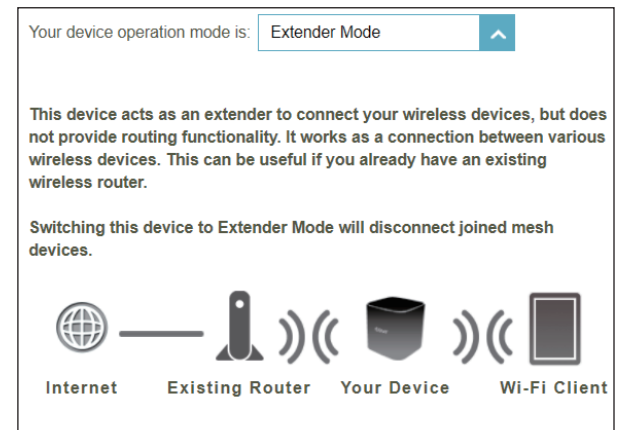 Your device operation mode is: Extender Mode
This device acts as an extender to connect your wireless devices, but does
not provide routing functionality. It works as a connection between various
wireless devices. This can be useful if you already have an existing
wireless router.
Switching this device to Extender Mode will disconnect joined mesh
devices.
Internet Existing Router Your Device Wi-Fi Client